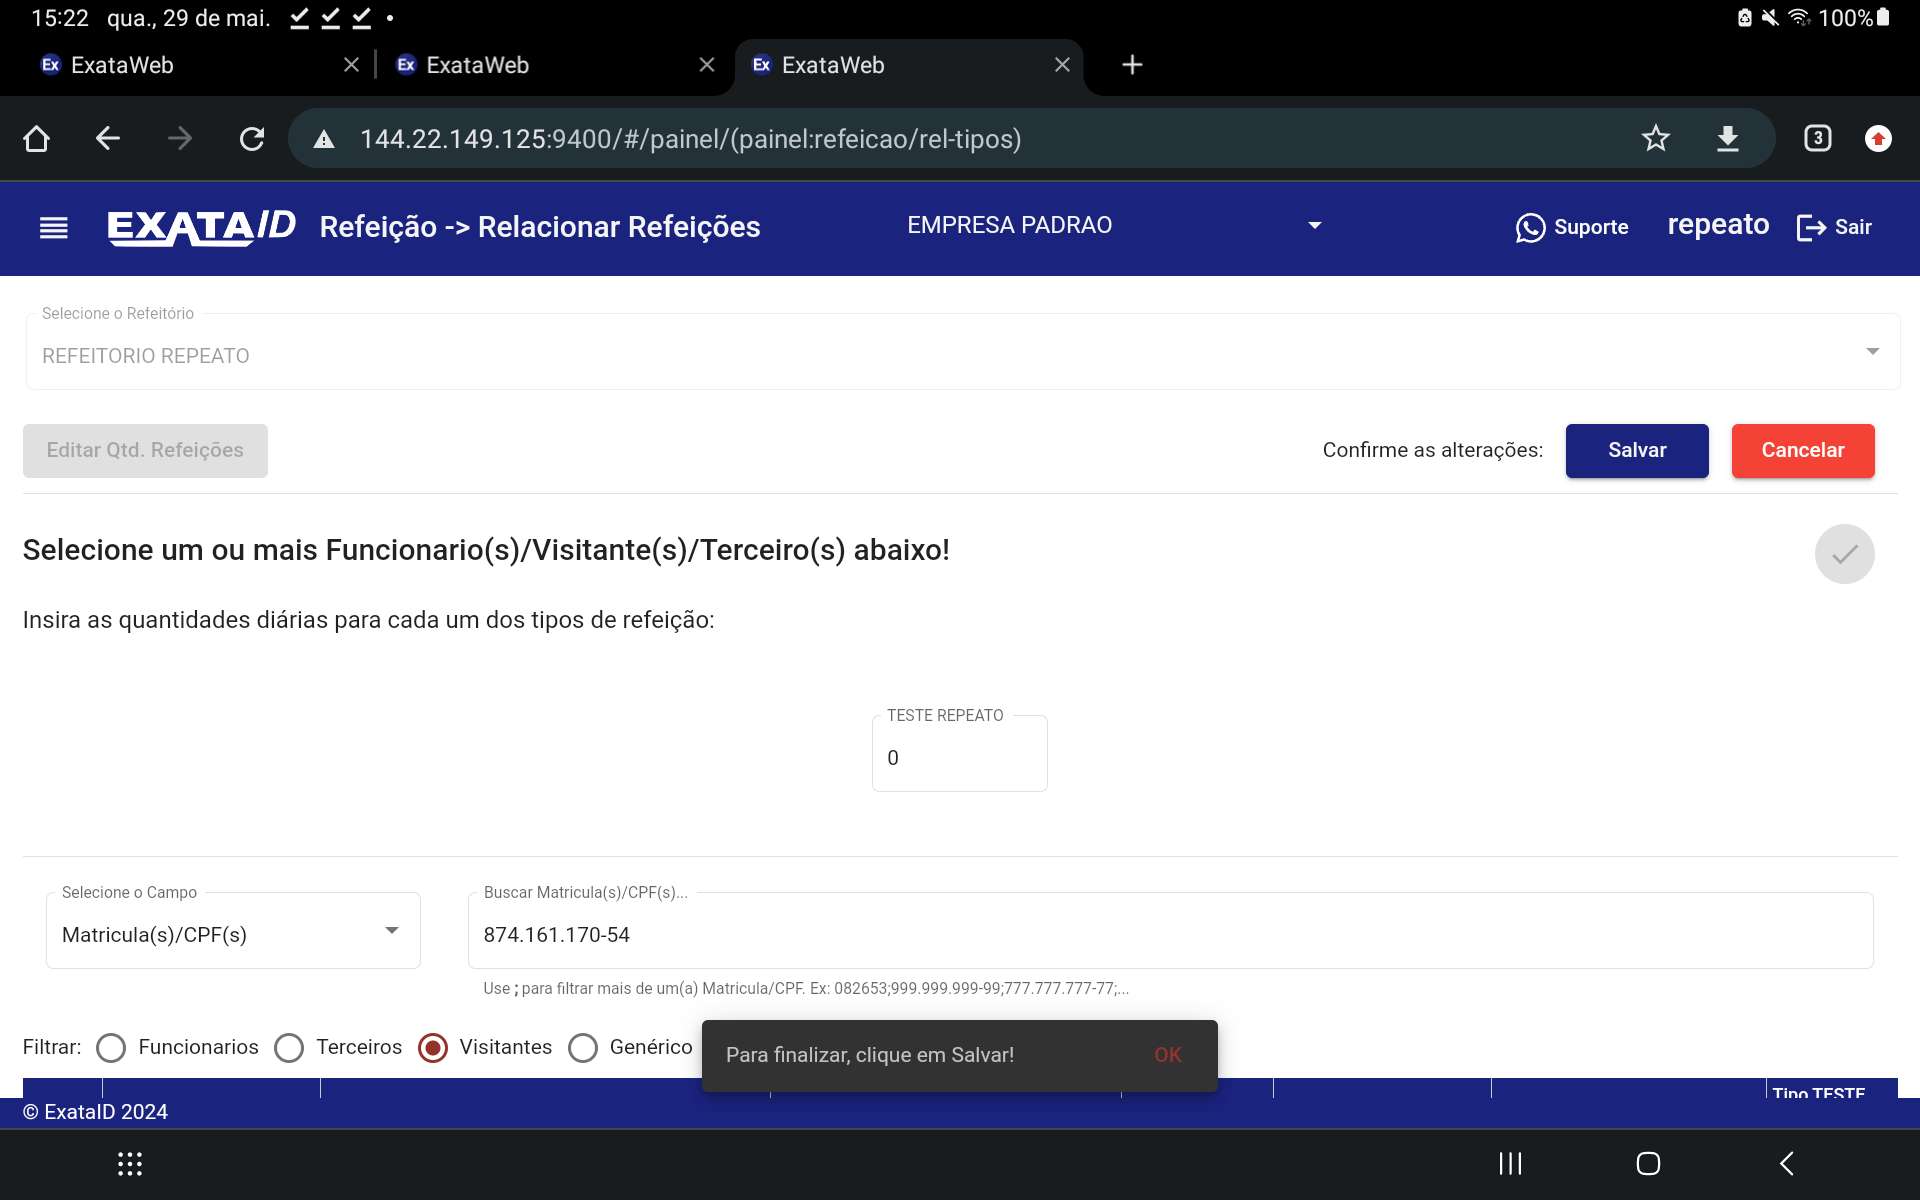 15:22 qua., 29 de mai. 100%
Ex ExataWeb Ex ExataWeb Ex ExataWeb
144.22.149.125:9400/#/painel/(painel:refeicao/rel-tipos) 3
EXATA ID Refeição -> Relacionar Refeições EMPRESA PADRAO Suporte repeato Sair
Selecione o Refeitório
REFEITORIO REPEATO
Editar Qtd. Refeições Confirme as alterações: Salvar Cancelar
Selecione um ou mais Funcionario(s)/Visitante(s)/Terceiro(s) abaixo!
Insira as quantidades diárias para cada um dos tipos de refeição:
TESTE REPEATO
0
Selecione o Campo Buscar Matricula(s)/CPF(s)...
Matricula(s)/CPF(s) 874.161.170-54
Use ; para filtrar mais de um(a) Matricula/CPF. Ex: 082653;999.999.999-99;777.777.777-77;...
Filtrar: Funcionarios Terceiros Visitantes Genérico
Para finalizar, clique em Salvar! OK
Tipo TESTE
© ExataID 2024